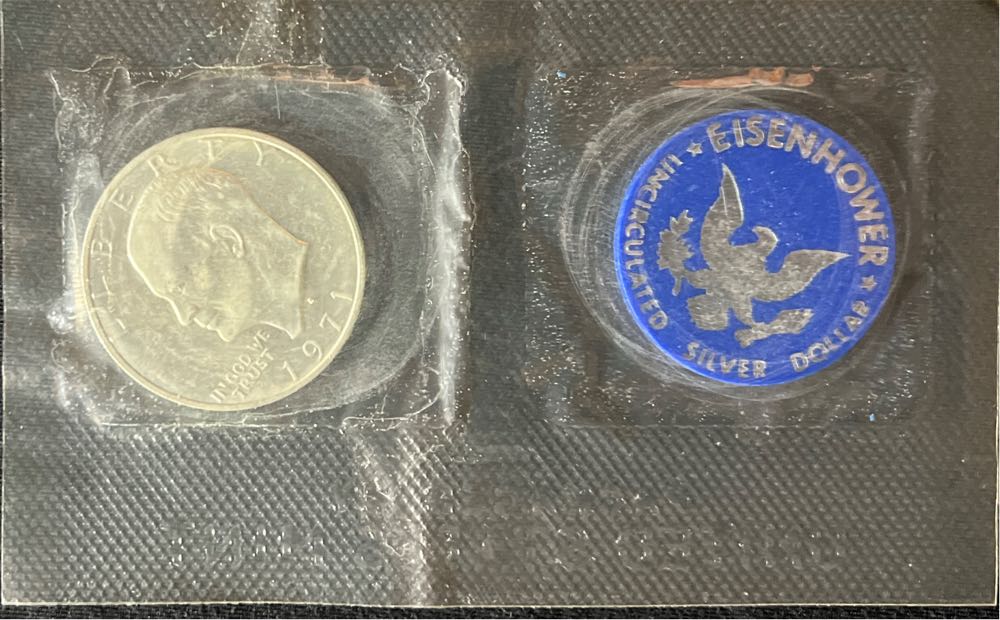 LIBERTY
IN GOD WE
TRUST
1971
★ EISENHOWER ★
UNCIRCULATED
SILVER DOLLAR